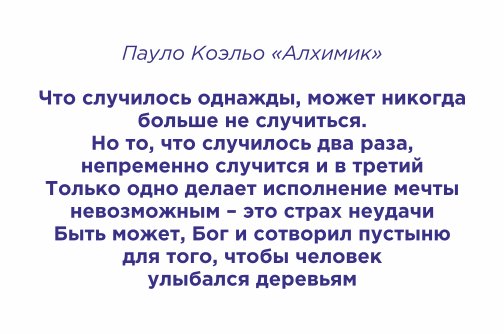 Пауло Коэльо «Алхимик»
Что случилось однажды, может никогда
больше не случиться.
Но то, что случилось два раза,
непременно случится и в третий
Только одно делает исполнение мечты
невозможным – это страх неудачи
Быть может, Бог и сотворил пустыню
для того, чтобы человек
улыбался деревьям